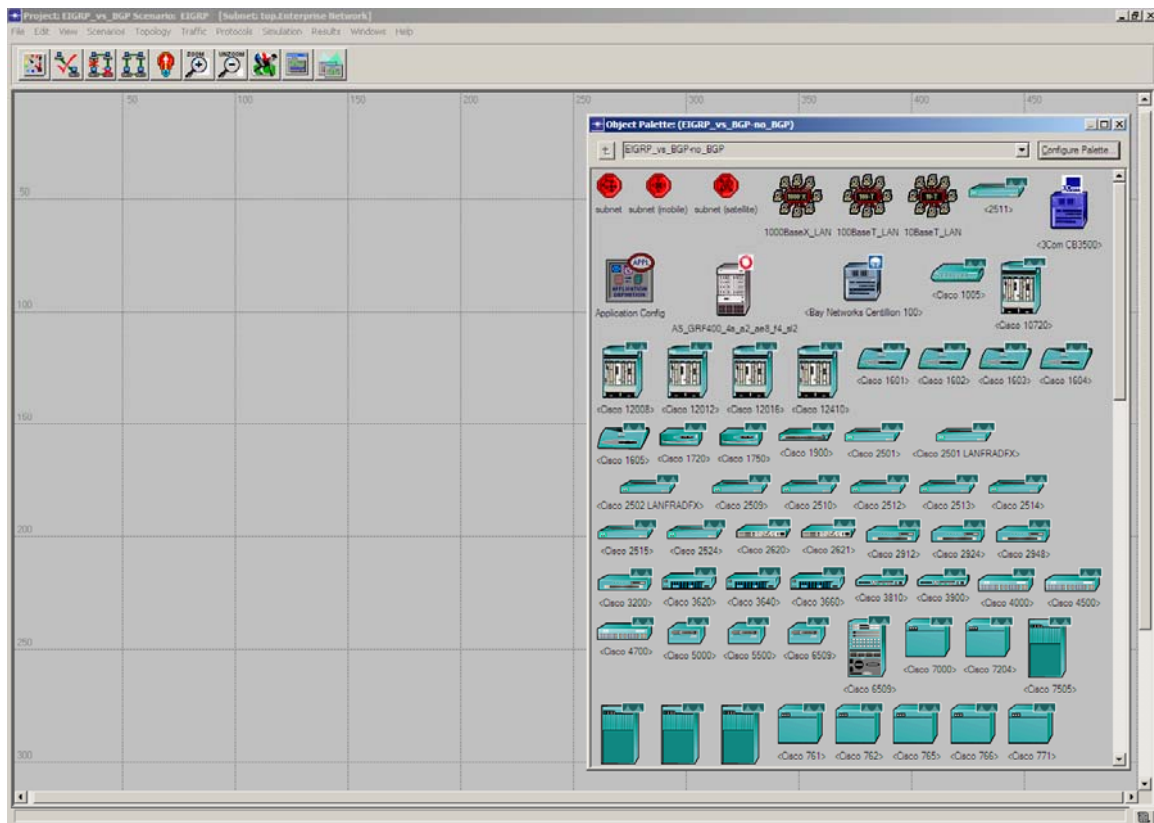 Project: EIGRP_vs_BGP Scenario: EIGRP [Subnet: top.Enterprise Network]
File Edit View Scenarios Topology Traffic Protocols Simulation Results Windows Help
ZOOM UNZOOM
50 100 150 200 250 300 350 400 450
50
100
150
200
250
300
Object Palette: (EIGRP_vs_BGP-no_BGP)
EIGRP_vs_BGP-no_BGP Configure Palette...
subnet subnet (mobile) subnet (satellite) 1000BaseX_LAN 100BaseT_LAN 10BaseT_LAN <2511> <3Com CB3500>
Application Config AS_GRF400_4s_a2_ae8_f4_sl2 <Bay Networks Centillion 100> <Cisco 1005> <Cisco 10720>
<Cisco 12008> <Cisco 12012> <Cisco 12016> <Cisco 12410> <Cisco 1601> <Cisco 1602> <Cisco 1603> <Cisco 1604>
<Cisco 1605> <Cisco 1720> <Cisco 1750> <Cisco 1900> <Cisco 2501> <Cisco 2501 LANFRADFX>
<Cisco 2502 LANFRADFX> <Cisco 2509> <Cisco 2510> <Cisco 2512> <Cisco 2513> <Cisco 2514>
<Cisco 2515> <Cisco 2524> <Cisco 2620> <Cisco 2621> <Cisco 2912> <Cisco 2924> <Cisco 2948>
<Cisco 3200> <Cisco 3620> <Cisco 3640> <Cisco 3660> <Cisco 3810> <Cisco 3900> <Cisco 4000> <Cisco 4500>
<Cisco 4700> <Cisco 5000> <Cisco 5500> <Cisco 6509> <Cisco 6509> <Cisco 7000> <Cisco 7204> <Cisco 7505>
<Cisco 761> <Cisco 762> <Cisco 765> <Cisco 766> <Cisco 771>